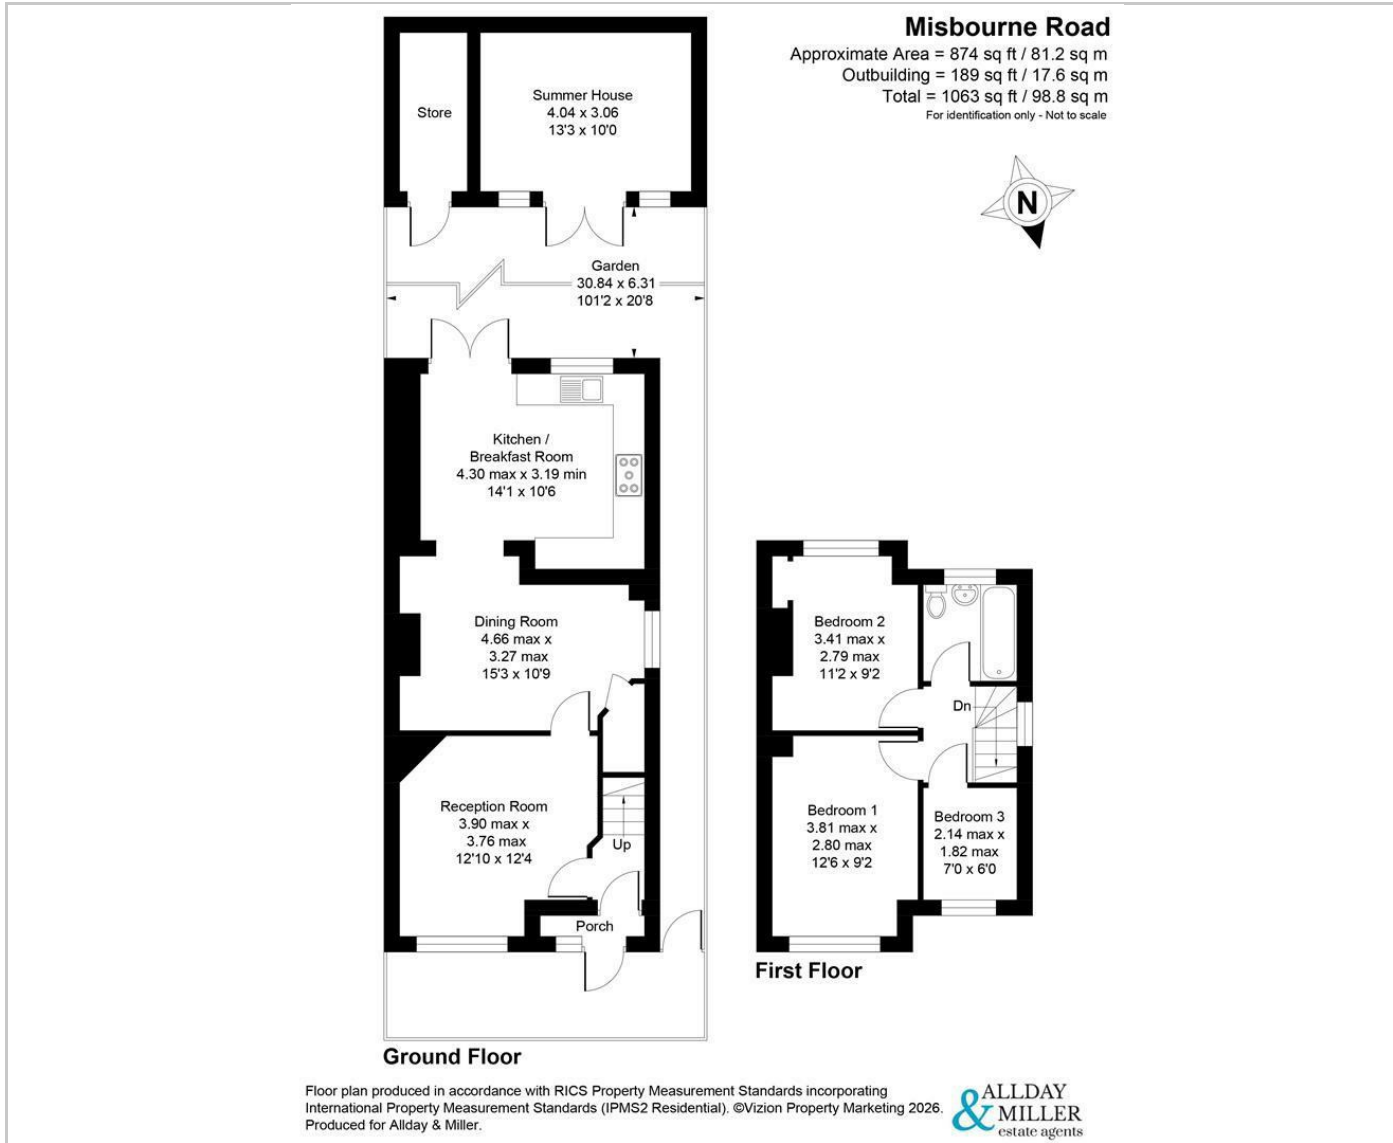 Misbourne Road
Approximate Area = 874 sq ft / 81.2 sq m
Outbuilding = 189 sq ft / 17.6 sq m
Total = 1063 sq ft / 98.8 sq m
For identification only - Not to scale
N
Store
Summer House
4.04 x 3.06
13'3 x 10'0
Garden
30.84 x 6.31
101'2 x 20'8
Kitchen /
Breakfast Room
4.30 max x 3.19 min
14'1 x 10'6
Dining Room
4.66 max x
3.27 max
15'3 x 10'9
Reception Room
3.90 max x
3.76 max
12'10 x 12'4
Up
Porch
Ground Floor
Bedroom 2
3.41 max x
2.79 max
11'2 x 9'2
Dn
Bedroom 1
3.81 max x
2.80 max
12'6 x 9'2
Bedroom 3
2.14 max x
1.82 max
7'0 x 6'0
First Floor
Floor plan produced in accordance with RICS Property Measurement Standards incorporating
International Property Measurement Standards (IPMS2 Residential). ©Vizion Property Marketing 2026.
Produced for Allday & Miller.
ALLDAY
& MILLER
estate agents